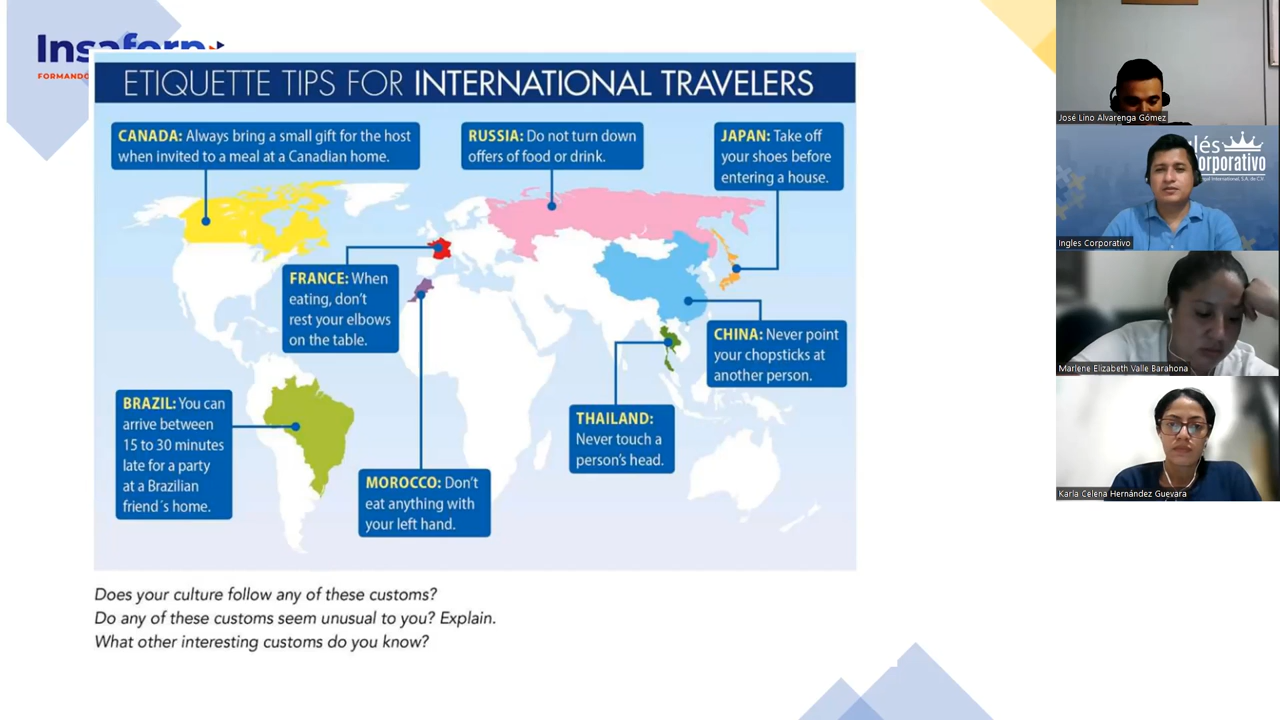 Insaforp
FORMANDO
ETIQUETTE TIPS FOR INTERNATIONAL TRAVELERS
CANADA: Always bring a small gift for the host
when invited to a meal at a Canadian home.
RUSSIA: Do not turn down
offers of food or drink.
JAPAN: Take off
your shoes before
entering a house.
FRANCE: When
eating, don't
rest your elbows
on the table.
CHINA: Never point
your chopsticks at
another person.
BRAZIL: You can
arrive between
15 to 30 minutes
late for a party
at a Brazilian
friend´s home.
THAILAND:
Never touch a
person's head.
MOROCCO: Don't
eat anything with
your left hand.
Does your culture follow any of these customs?
Do any of these customs seem unusual to you? Explain.
What other interesting customs do you know?
José Lino Alvarenga Gómez
lés
orporativo
Ingles Corporativo
Marlene Elizabeth Valle Barahona
Karla Celena Hernández Guevara